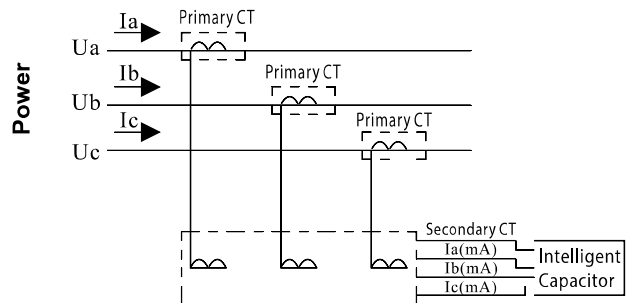 Power
Ia
Primary CT
Ua
Ib
Primary CT
Ub
Ic
Primary CT
Uc
Secondary CT
Ia(mA)
Ib(mA)
Ic(mA)
Intelligent
Capacitor